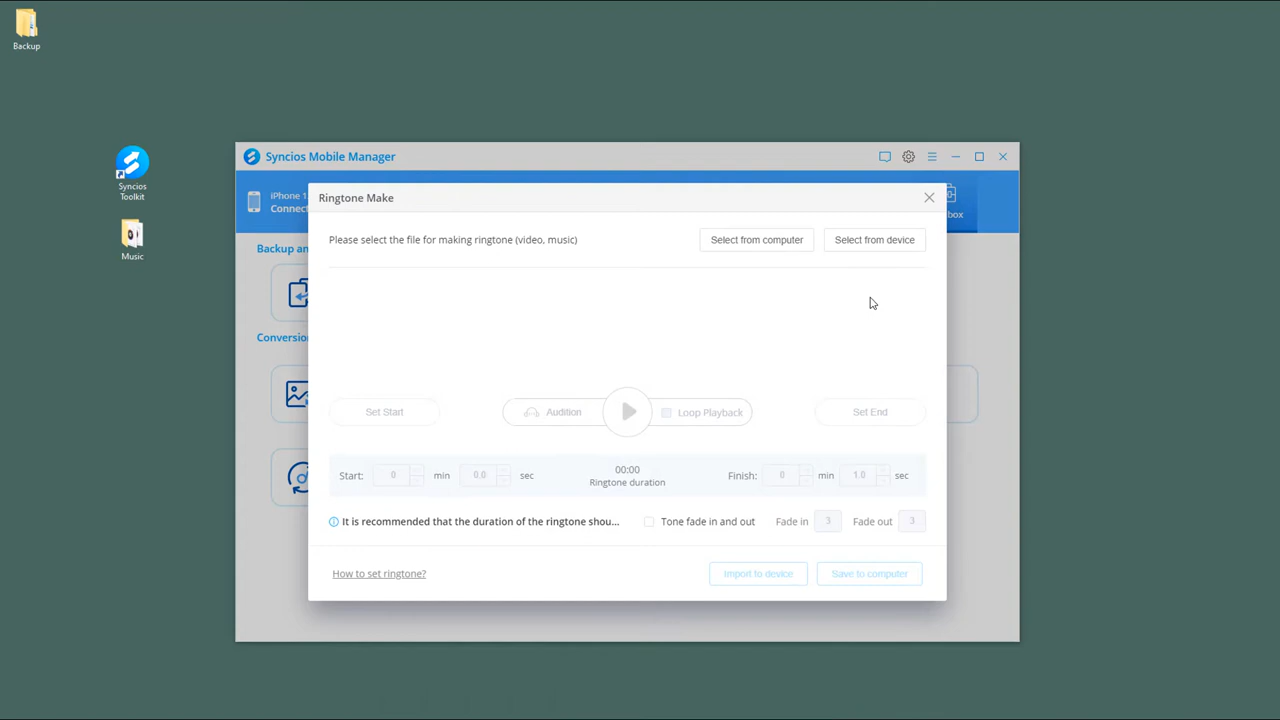 Backup
Syncios
Toolkit
Music
Syncios Mobile Manager
iPhone 1
Connect
box
Ringtone Make
Please select the file for making ringtone (video, music)
Select from computer
Select from device
Backup an
Conversion
Set Start
Audition
Loop Playback
Set End
Start: 0 min 0.0 sec
00:00
Ringtone duration
Finish: 0 min 1.0 sec
It is recommended that the duration of the ringtone shou...
Tone fade in and out
Fade in 3
Fade out 3
How to set ringtone?
Import to device
Save to computer